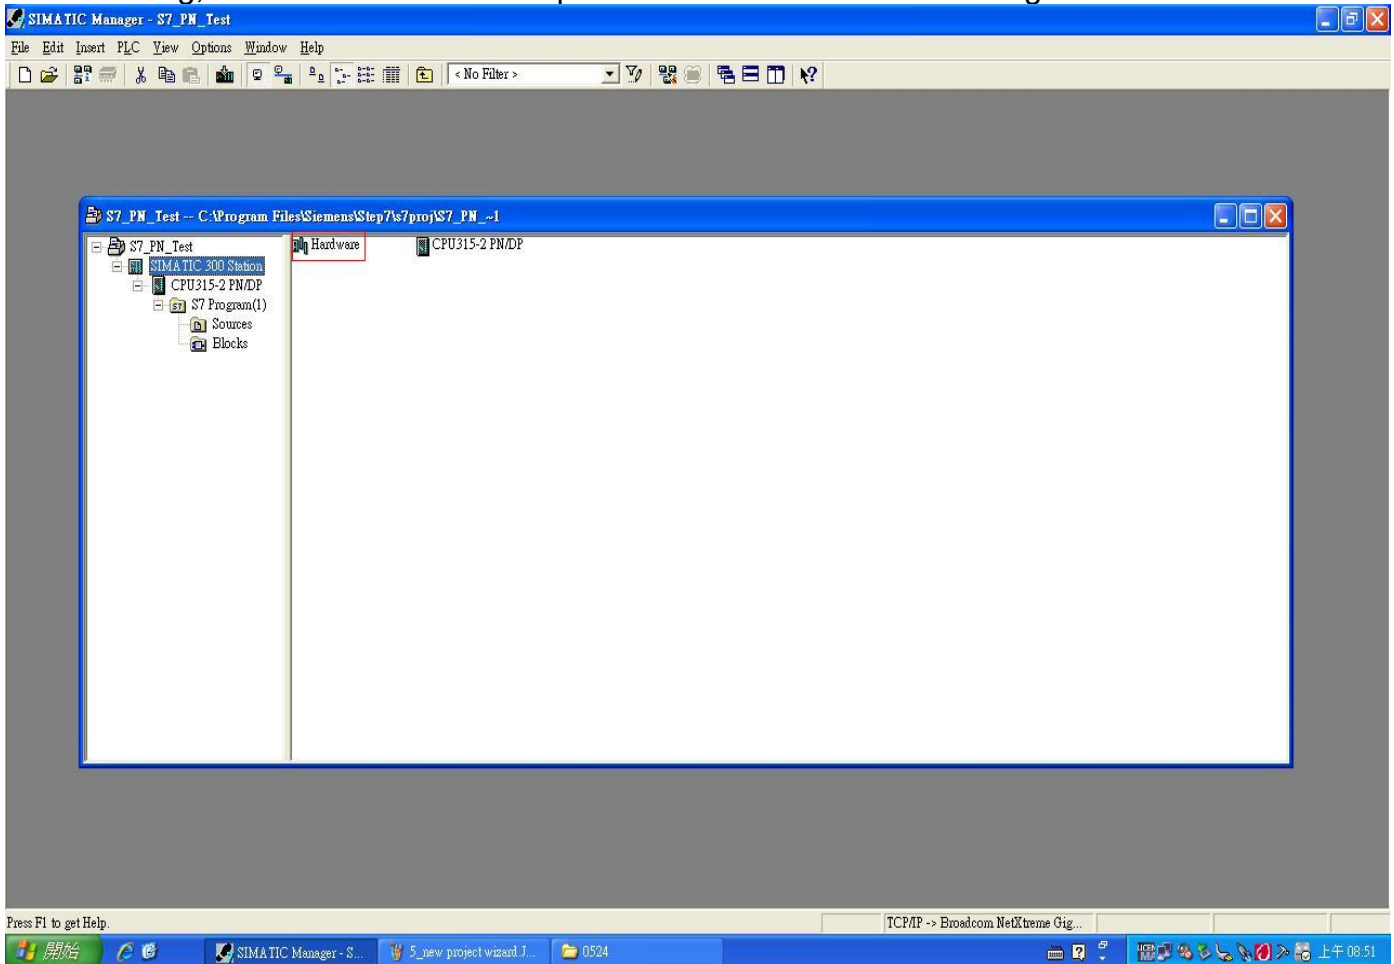 SIMATIC Manager - S7_PN_Test
File Edit Insert PLC View Options Window Help
< No Filter >
S7_PN_Test -- C:\Program Files\Siemens\Step7\s7proj\S7_PN_~1
S7_PN_Test
SIMATIC 300 Station
CPU315-2 PN/DP
S7 Program(1)
Sources
Blocks
Hardware
CPU315-2 PN/DP
Press F1 to get Help.
TCP/IP -> Broadcom NetXtreme Gig...
開始
SIMATIC Manager - S...
5_new project wizard.J...
0524
上午 08:51